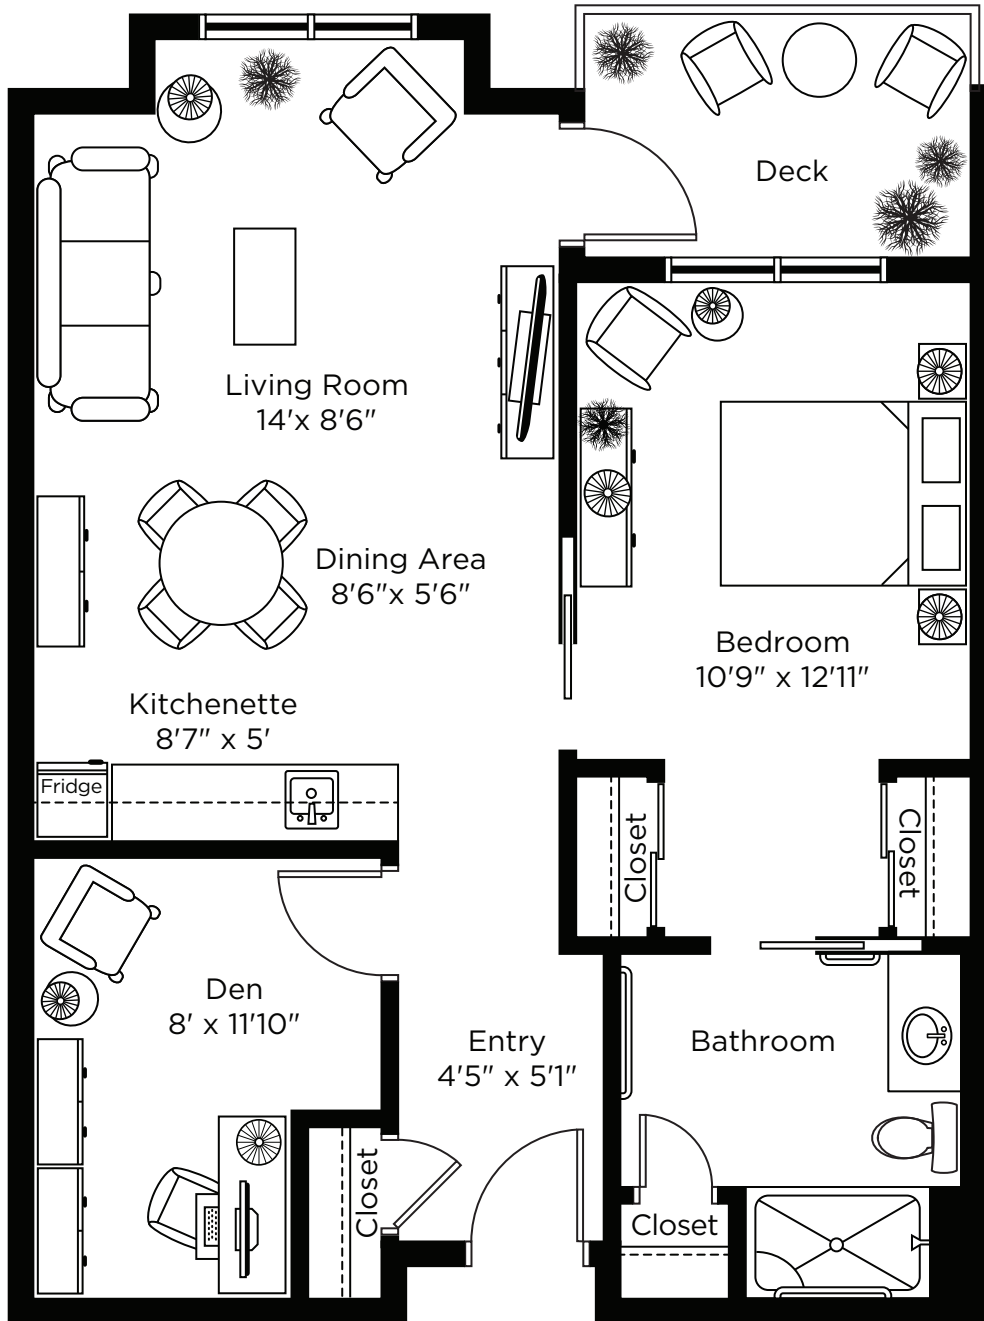 Deck
Living Room
14'x 8'6"
Dining Area
8'6"x 5'6"
Bedroom
10'9" x 12'11"
Kitchenette
8'7" x 5'
Fridge
Closet
Closet
Den
8' x 11'10"
Entry
4'5" x 5'1"
Bathroom
Closet
Closet